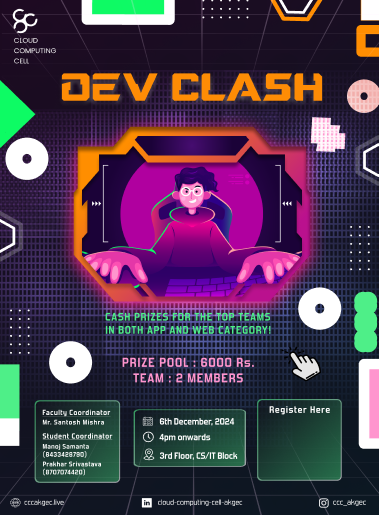 CLOUD
COMPUTING
CELL
DEV CLASH
CASH PRIZES FOR THE TOP TEAMS
IN BOTH APP AND WEB CATEGORY!
PRIZE POOL : 6000 Rs.
TEAM : 2 MEMBERS
Faculty Coordinator
Mr. Santosh Mishra
Student Coordinator
Manoj Samanta
(8433428790)
Prakhar Srivastava
(8707074420)
6th December, 2024
4pm onwards
3rd Floor, CS/IT Block
Register Here
cccakgec.live
cloud-computing-cell-akgec
ccc_akgec